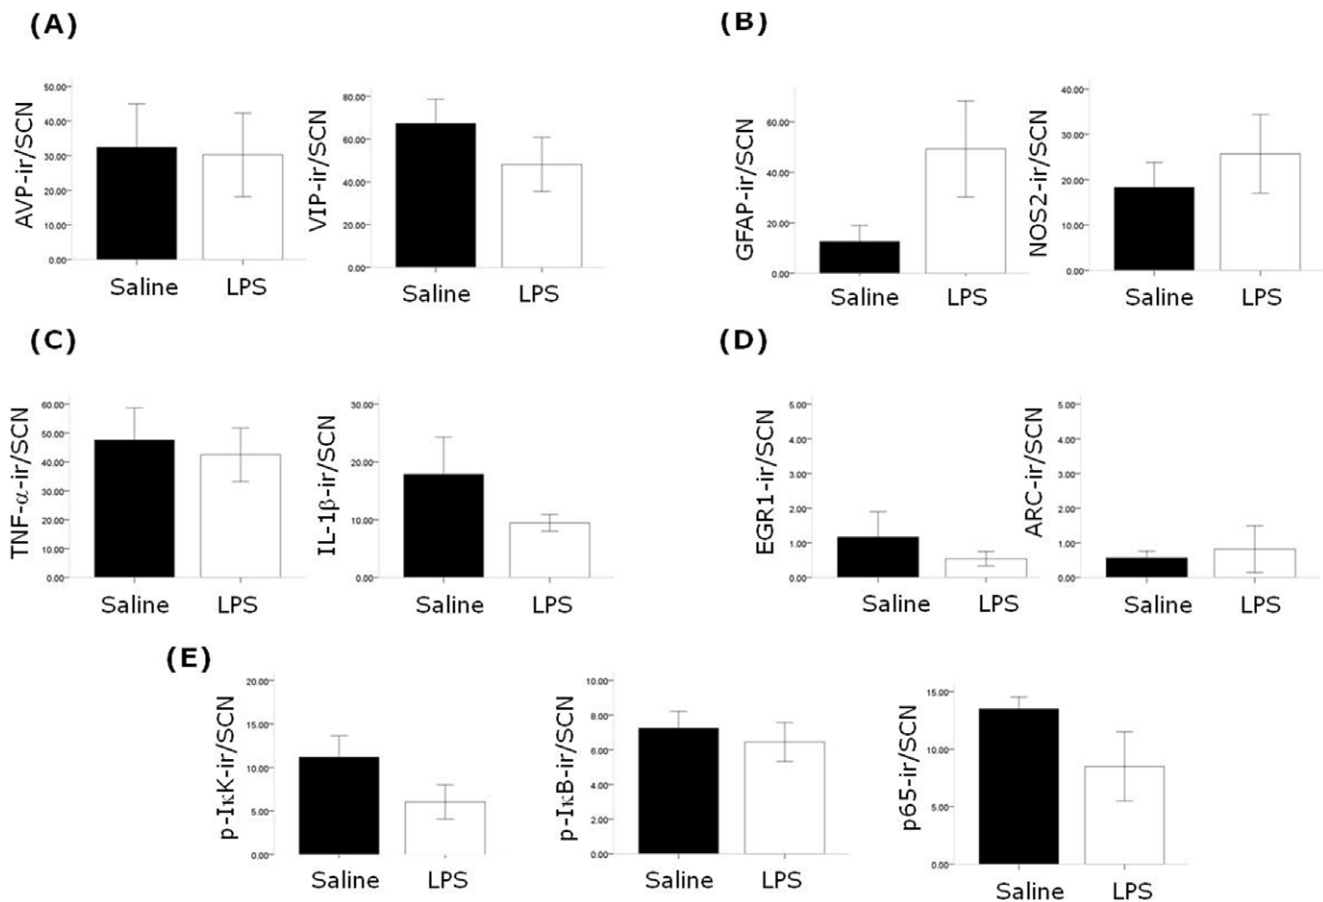 (A)
AVP-ir/SCN
50.00
40.00
30.00
20.00
10.00
0.00
Saline LPS
VIP-ir/SCN
80.00
60.00
40.00
20.00
0.00
Saline LPS
(B)
GFAP-ir/SCN
60.00
40.00
20.00
0.00
Saline LPS
NOS2-ir/SCN
40.00
30.00
20.00
10.00
0.00
Saline LPS
(C)
TNF-α-ir/SCN
60.00
50.00
40.00
30.00
20.00
10.00
0.00
Saline LPS
IL-1β-ir/SCN
30.00
20.00
10.00
0.00
Saline LPS
(D)
EGR1-ir/SCN
5.00
4.00
3.00
2.00
1.00
0.00
Saline LPS
ARC-ir/SCN
5.00
4.00
3.00
2.00
1.00
0.00
Saline LPS
(E)
p-IκK-ir/SCN
20.00
15.00
10.00
5.00
0.00
Saline LPS
p-IκB-ir/SCN
10.00
8.00
6.00
4.00
2.00
0.00
Saline LPS
p65-ir/SCN
15.00
10.00
5.00
0.00
Saline LPS